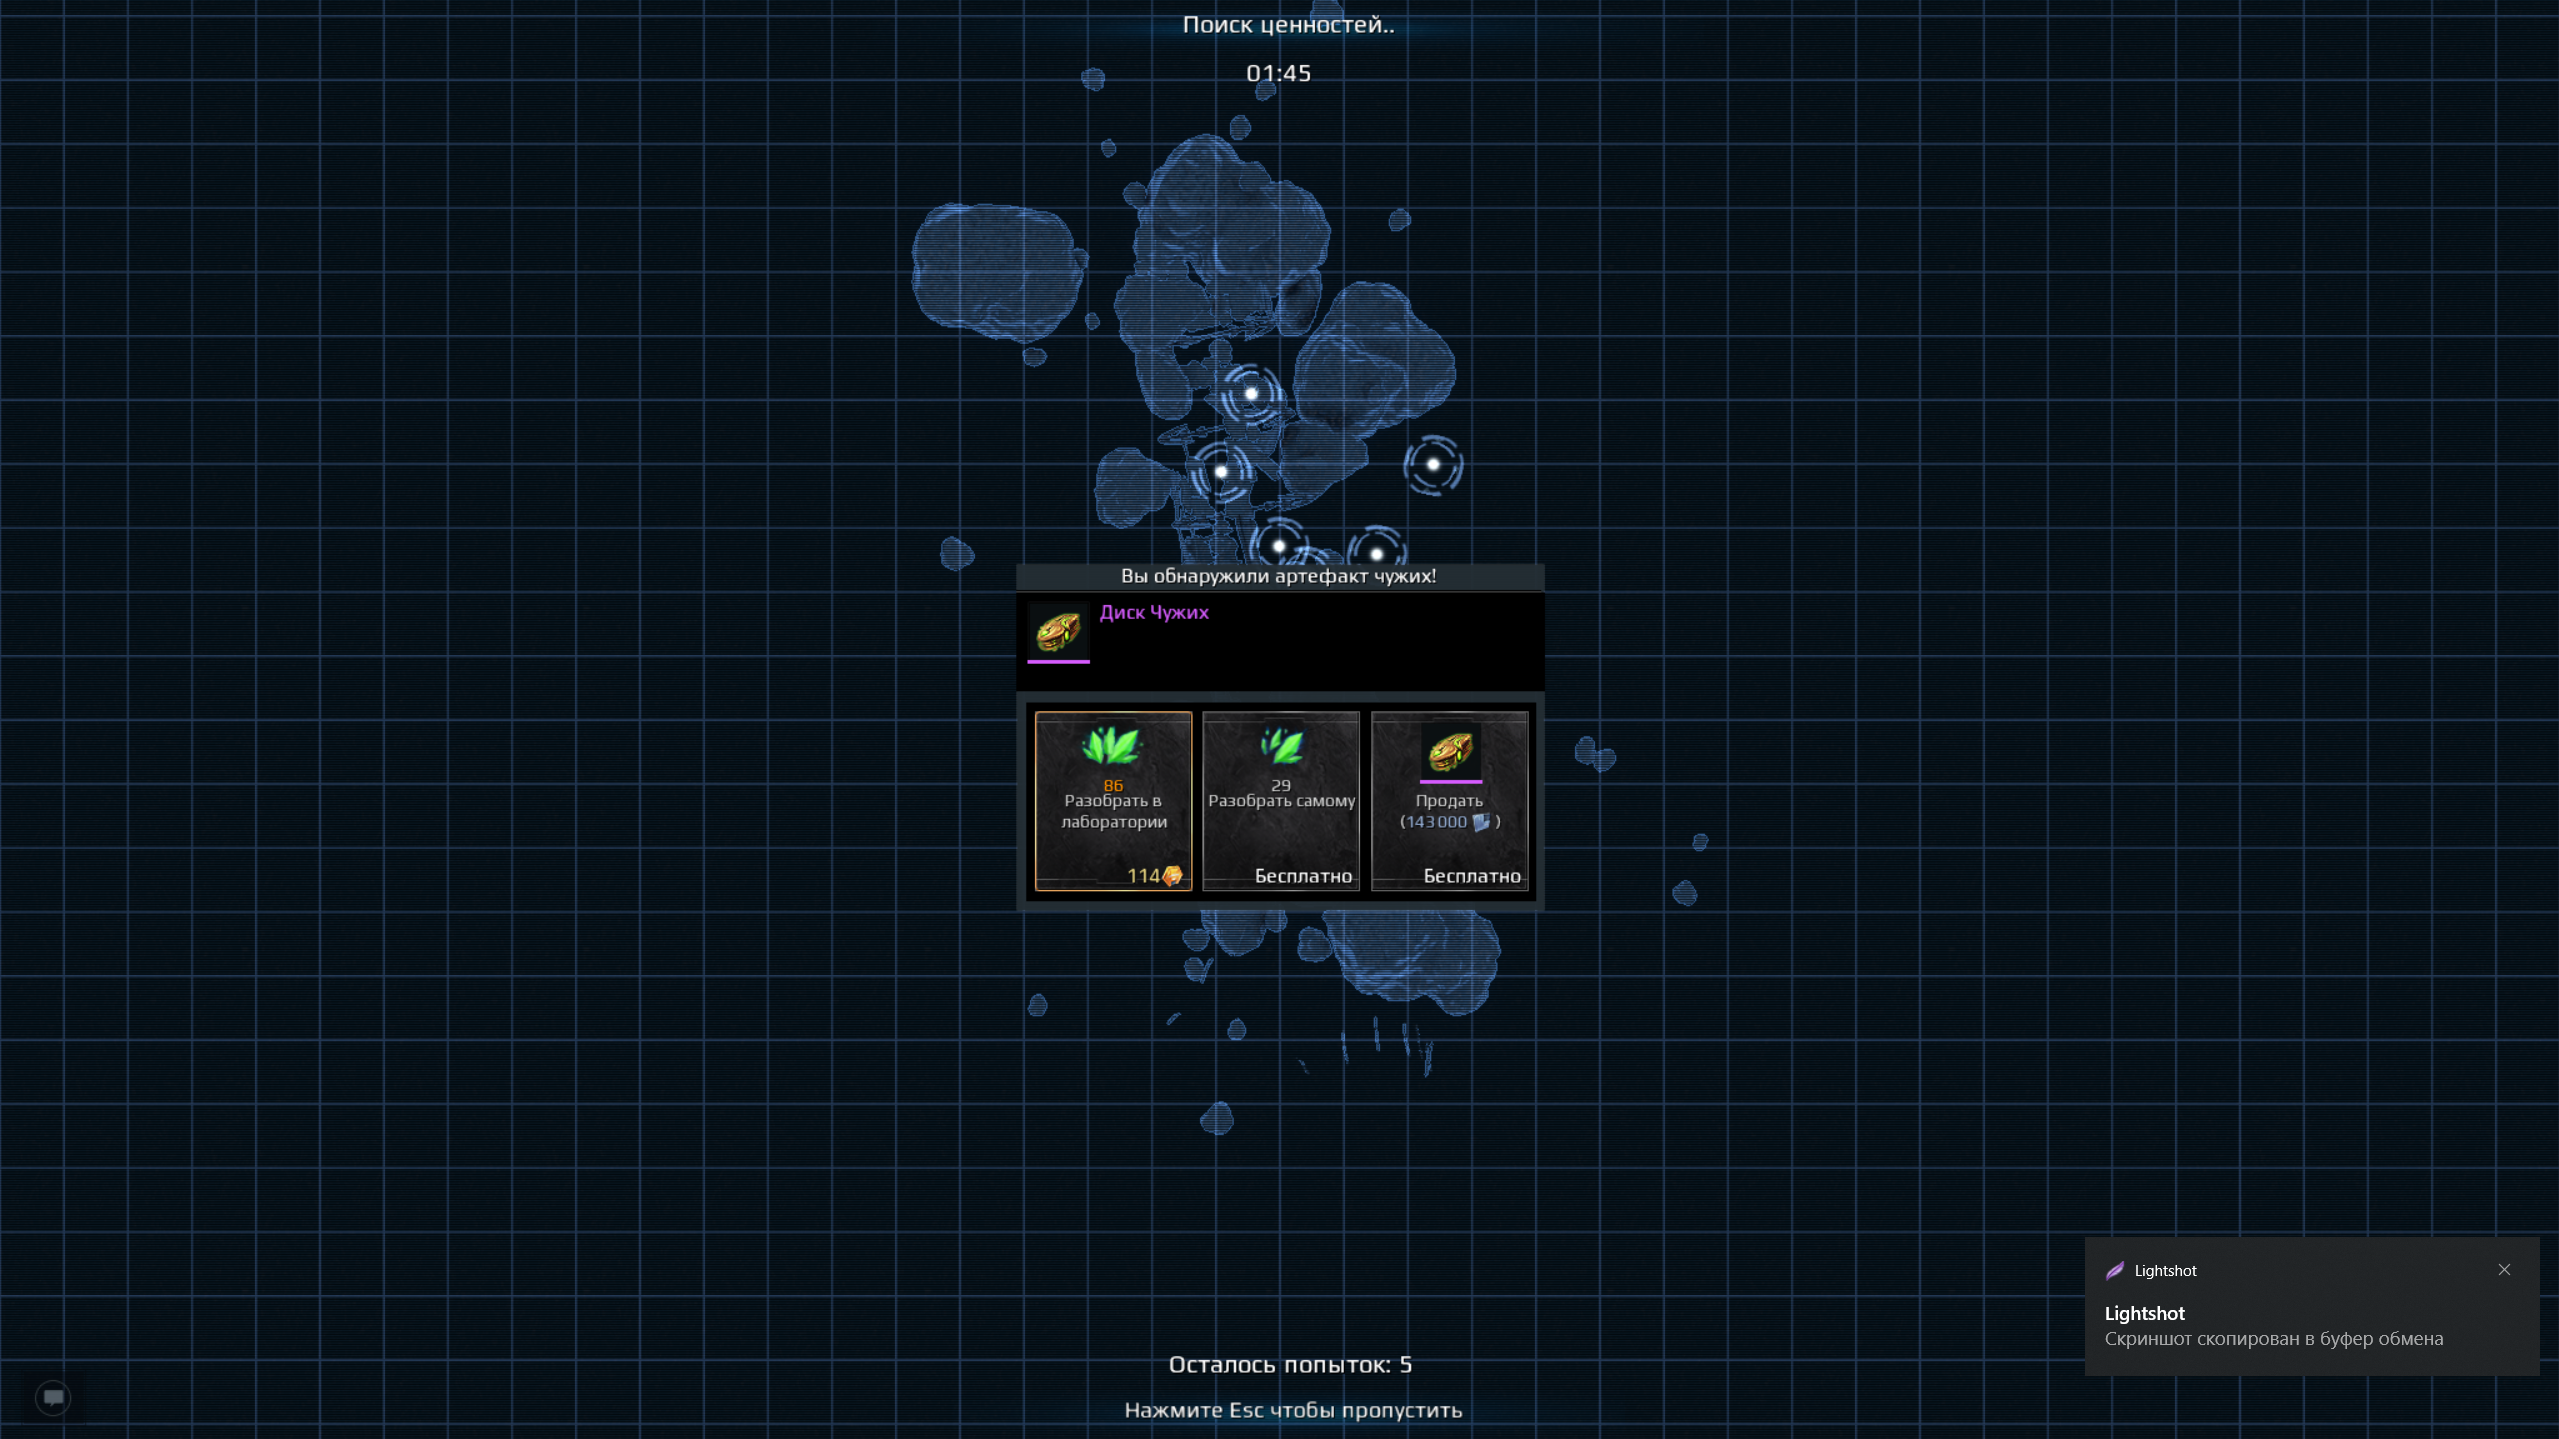 Поиск ценностей..
01:45
Вы обнаружили артефакт чужих!
Диск Чужих
86
Разобрать в
лаборатории
114
29
Разобрать самому
Бесплатно
Продать
(143 000 )
Бесплатно
Lightshot
Lightshot
Скриншот скопирован в буфер обмена
Осталось попыток: 5
Нажмите Esc чтобы пропустить